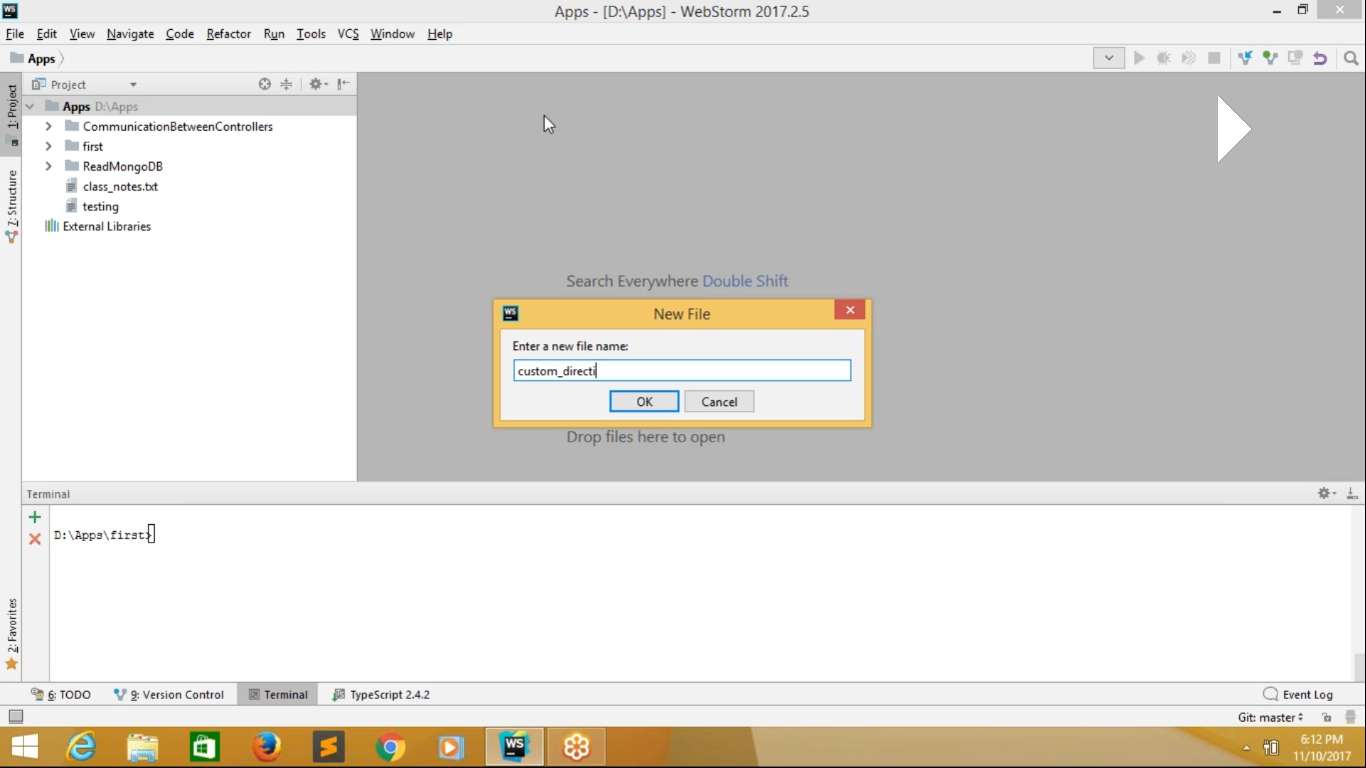 WS
Apps - [D:\Apps] - WebStorm 2017.2.5
File Edit View Navigate Code Refactor Run Tools VCS Window Help
Apps
1: Project
Project
Apps D:\Apps
CommunicationBetweenControllers
first
ReadMongoDB
class_notes.txt
testing
External Libraries
7: Structure
Search Everywhere Double Shift
WS
New File
Enter a new file name:
custom_directi
OK Cancel
Drop files here to open
Terminal
D:\Apps\first>
2: Favorites
6: TODO 9: Version Control Terminal TypeScript 2.4.2 Event Log
Git: master
WS
6:12 PM
11/10/2017